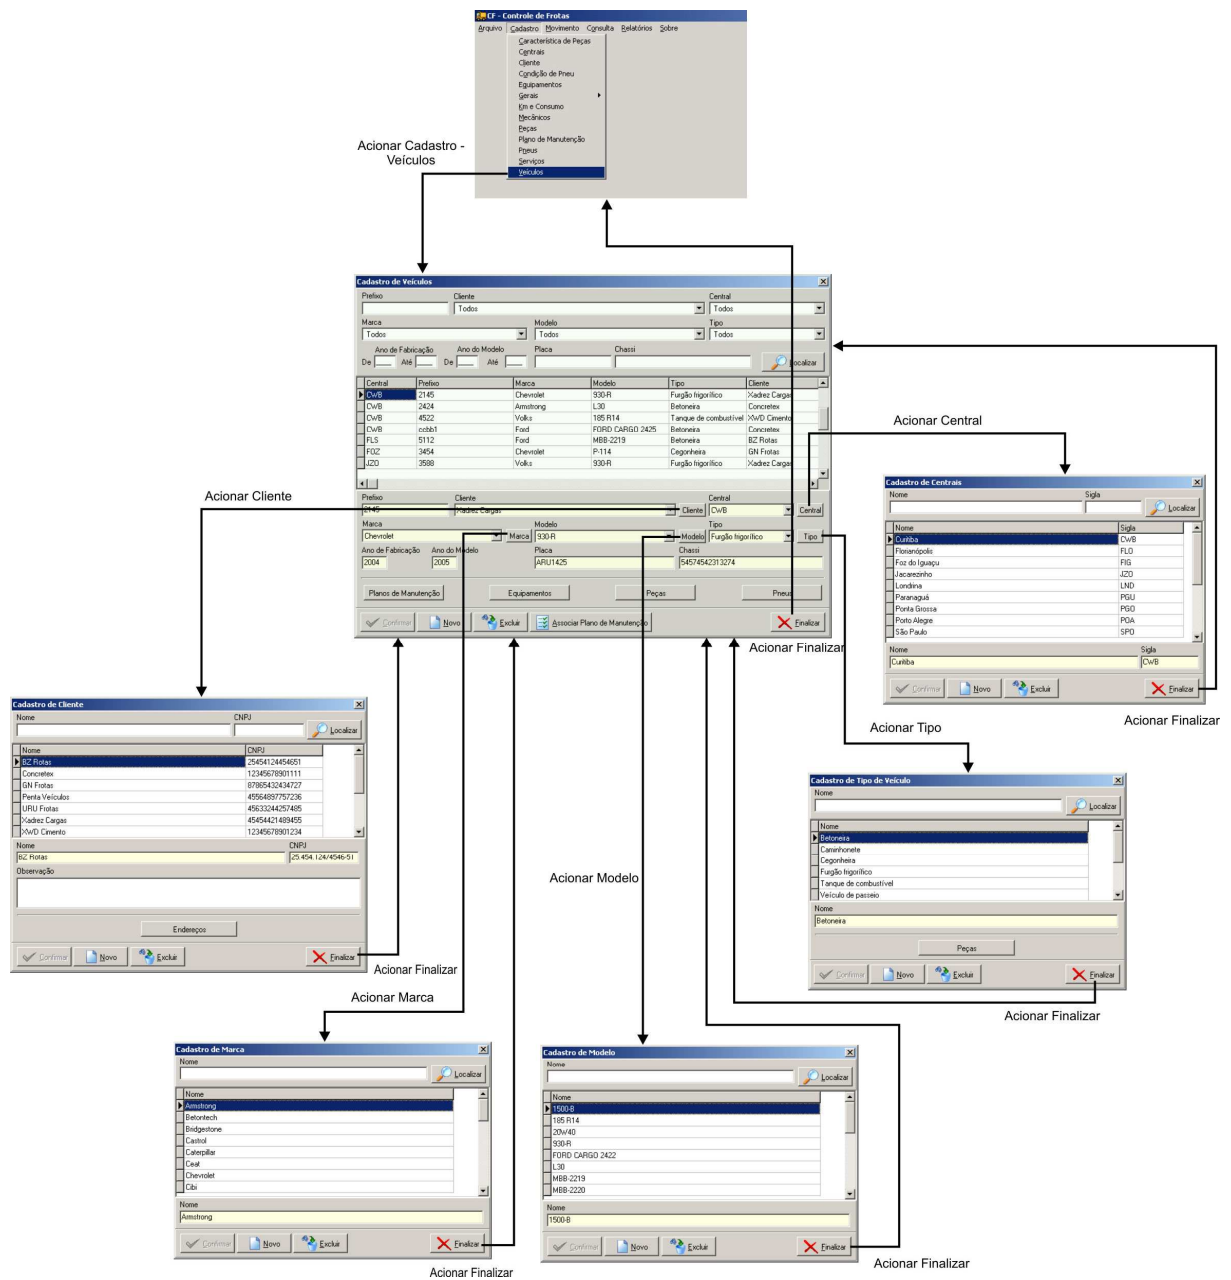 CF - Controle de Frotas
Arquivo Cadastro Movimento Consulta Relatórios Sobre
Característica de Peças
Centrais
Cliente
Condição de Pneu
Equipamentos
Gerais
Km e Consumo
Mecânicos
Peças
Plano de Manutenção
Pneus
Serviços
Veículos
Acionar Cadastro -
Veículos
Cadastro de Veículos
Prefixo Cliente Central
Todos Todos
Marca Modelo Tipo
Todos Todos Todos
Ano de Fabricação Ano do Modelo Placa Chassi
De ____ Até ____ De ____ Até ____ Localizar
Central Prefixo Marca Modelo Tipo Cliente
CWB 2145 Chevrolet 930-R Furgão frigorífico Xadrez Cargas
CWB 2424 Armstrong L30 Betoneira Concretex
CWB 4522 Volks 185 R14 Tanque de combustível XWD Cimento
CWB ccbb1 Ford FORD CARGO 2425 Betoneira Concretex
FLS 5112 Ford MBB-2219 Betoneira BZ Rotas
FOZ 3454 Chevrolet P-114 Cegonheira GN Frotas
JZO 3588 Volks 930-R Furgão frigorífico Xadrez Cargas
Prefixo Cliente Central
2145 Xadrez Cargas Cliente CWB Central
Marca Modelo Tipo
Chevrolet Marca 930-R Modelo Furgão frigorífico Tipo
Ano de Fabricação Ano do Modelo Placa Chassi
2004 2005 ARU1425 54574542313274
Planos de Manutenção Equipamentos Peças Pneus
Confirmar Novo Excluir Associar Plano de Manutenção Finalizar
Acionar Finalizar
Acionar Central
Cadastro de Centrais
Nome Sigla
Localizar
Nome Sigla
Curitiba CWB
Florianópolis FLO
Foz do Iguaçu FIG
Jacarezinho JZO
Londrina LND
Paranaguá PGU
Ponta Grossa PGO
Porto Alegre POA
São Paulo SPO
Nome Sigla
Curitiba CWB
Confirmar Novo Excluir Finalizar
Acionar Finalizar
Acionar Cliente
Cadastro de Cliente
Nome CNPJ
Localizar
Nome CNPJ
BZ Rotas 25454124454651
Concretex 12345678901111
GN Frotas 87865432434727
Penta Veículos 45564897757236
URU Frotas 45633244257485
Xadrez Cargas 45454421489455
XWD Cimento 12345678901234
Nome CNPJ
BZ Rotas 25.454.124/4546-51
Observação
Endereços
Confirmar Novo Excluir Finalizar
Acionar Finalizar
Acionar Tipo
Cadastro de Tipo de Veículo
Nome
Localizar
Nome
Betoneira
Caminhonete
Cegonheira
Furgão frigorífico
Tanque de combustível
Veículo de passeio
Nome
Betoneira
Peças
Confirmar Novo Excluir Finalizar
Acionar Finalizar
Acionar Marca
Cadastro de Marca
Nome
Localizar
Nome
Armstrong
Betontech
Bridgestone
Castrol
Caterpillar
Ceat
Chevrolet
Cibi
Nome
Armstrong
Confirmar Novo Excluir Finalizar
Acionar Finalizar
Acionar Modelo
Cadastro de Modelo
Nome
Localizar
Nome
1500-B
185 R14
20W40
930-R
FORD CARGO 2422
L30
MBB-2219
MBB-2220
Nome
1500-B
Confirmar Novo Excluir Finalizar
Acionar Finalizar